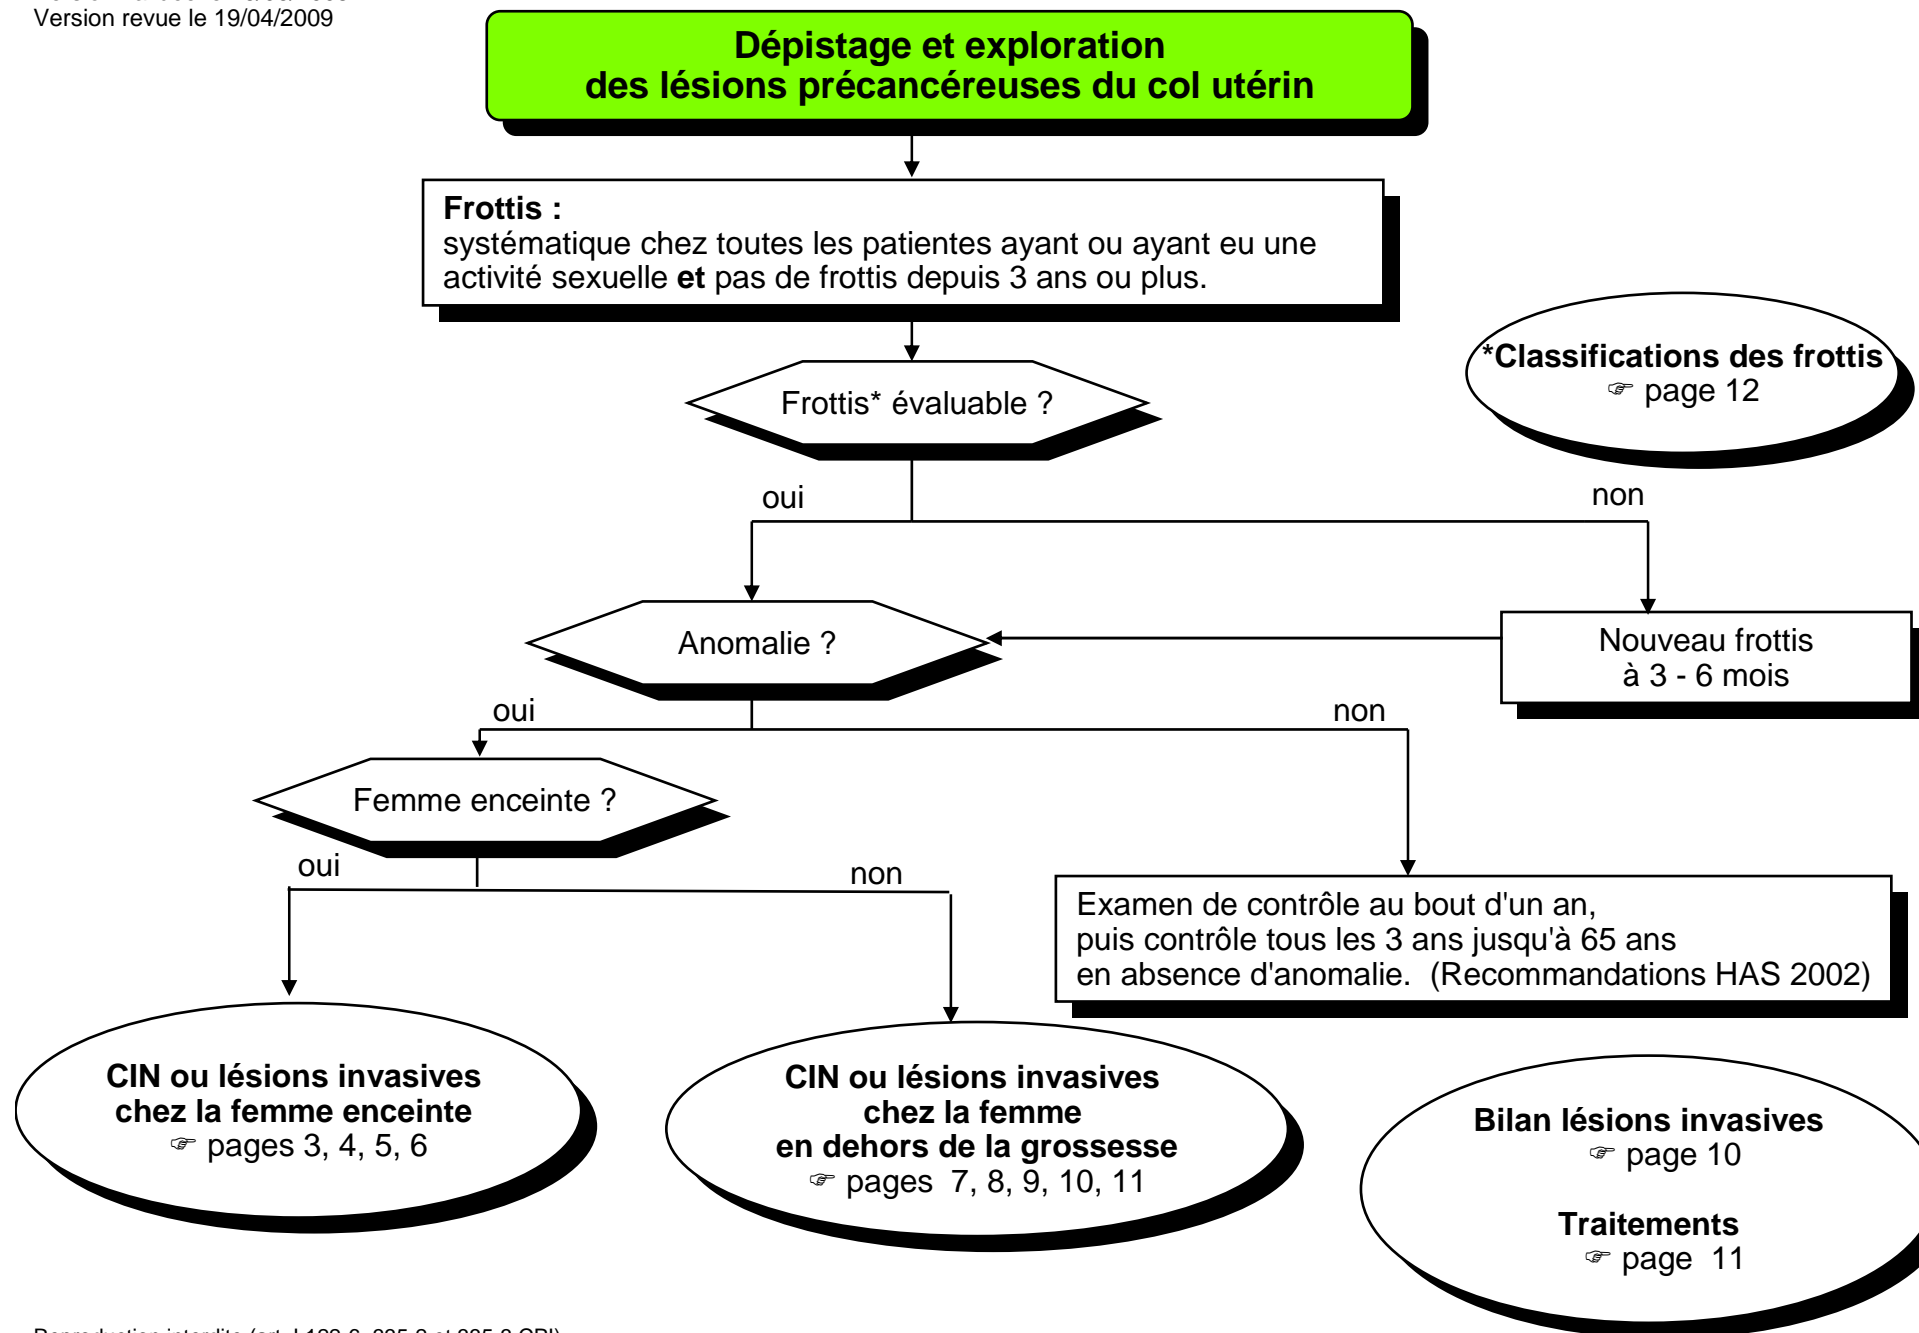 Version revue le 19/04/2009
Dépistage et exploration
des lésions précancéreuses du col utérin
Frottis :
systématique chez toutes les patientes ayant ou ayant eu une
activité sexuelle et pas de frottis depuis 3 ans ou plus.
*Classifications des frottis
☞ page 12
Frottis* évaluable ?
oui
non
Anomalie ?
Nouveau frottis
à 3 - 6 mois
oui
non
Femme enceinte ?
oui
non
Examen de contrôle au bout d'un an,
puis contrôle tous les 3 ans jusqu'à 65 ans
en absence d'anomalie. (Recommandations HAS 2002)
CIN ou lésions invasives
chez la femme enceinte
☞ pages 3, 4, 5, 6
CIN ou lésions invasives
chez la femme
en dehors de la grossesse
☞ pages 7, 8, 9, 10, 11
Bilan lésions invasives
☞ page 10
Traitements
☞ page 11